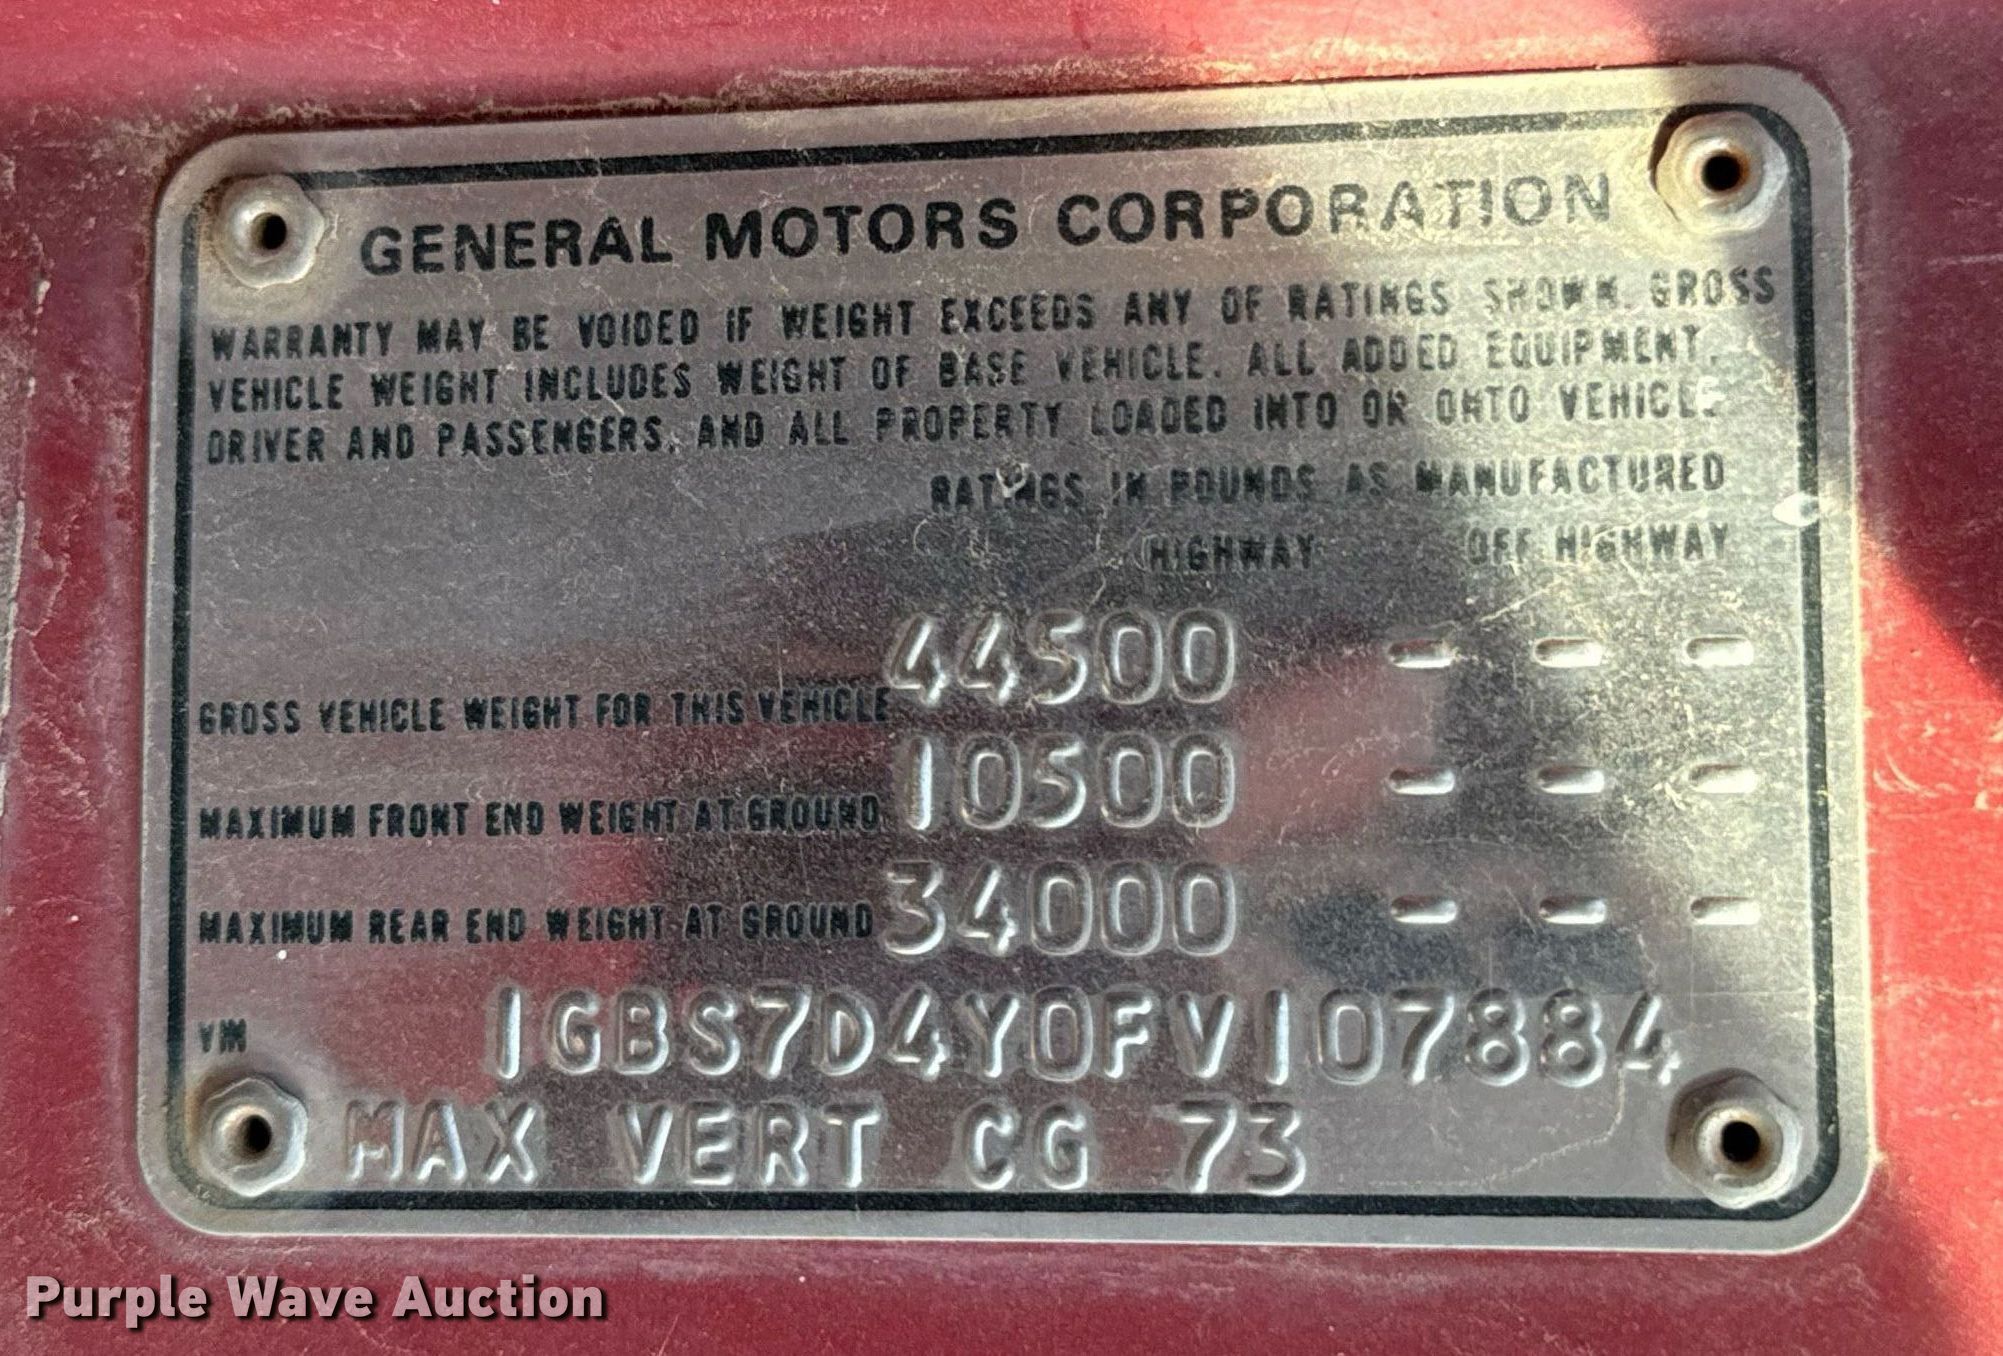 GENERAL MOTORS CORPORATION
WARRANTY MAY BE VOIDED IF WEIGHT EXCEEDS ANY OF RATINGS SHOWN. GROSS
VEHICLE WEIGHT INCLUDES WEIGHT OF BASE VEHICLE. ALL ADDED EQUIPMENT.
DRIVER AND PASSENGERS, AND ALL PROPERTY LOADED INTO OR ONTO VEHICLE
RATINGS IN POUNDS AS MANUFACTURED
HIGHWAY OFF HIGHWAY
GROSS VEHICLE WEIGHT FOR THIS VEHICLE 44500 - - -
MAXIMUM FRONT END WEIGHT AT GROUND 10500 - - -
MAXIMUM REAR END WEIGHT AT GROUND 34000 - - -
VIN 1GBS7D4Y0FV107884
MAX VERT CG 73
Purple Wave Auction